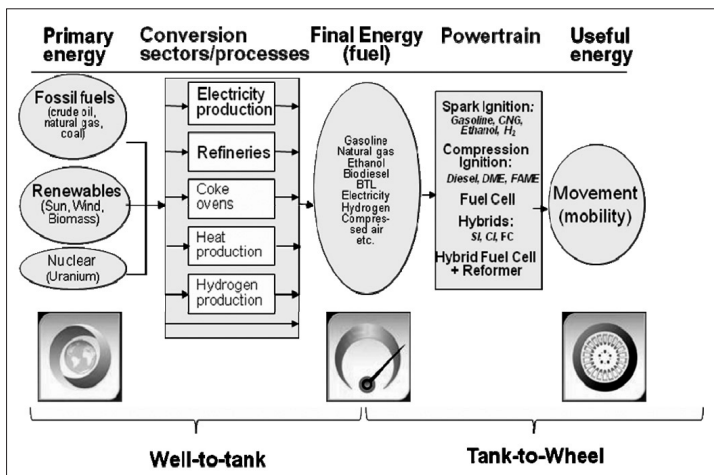 Primary
energy
Conversion
sectors/processes
Final Energy
(fuel)
Powertrain
Useful
energy
Fossil fuels
(crude oil,
natural gas,
coal)
Renewables
(Sun, Wind,
Biomass)
Nuclear
(Uranium)
Electricity
production
Refineries
Coke
ovens
Heat
production
Hydrogen
production
Gasoline
Natural gas
Ethanol
Biodiesel
BTL
Electricity
Hydrogen
Compres-
sed air
etc.
Spark Ignition:
Gasoline, CNG,
Ethanol, H₂
Compression
Ignition:
Diesel, DME, FAME
Fuel Cell
Hybrids:
SI, CI, FC
Hybrid Fuel Cell
+ Reformer
Movement
(mobility)
Well-to-tank
Tank-to-Wheel